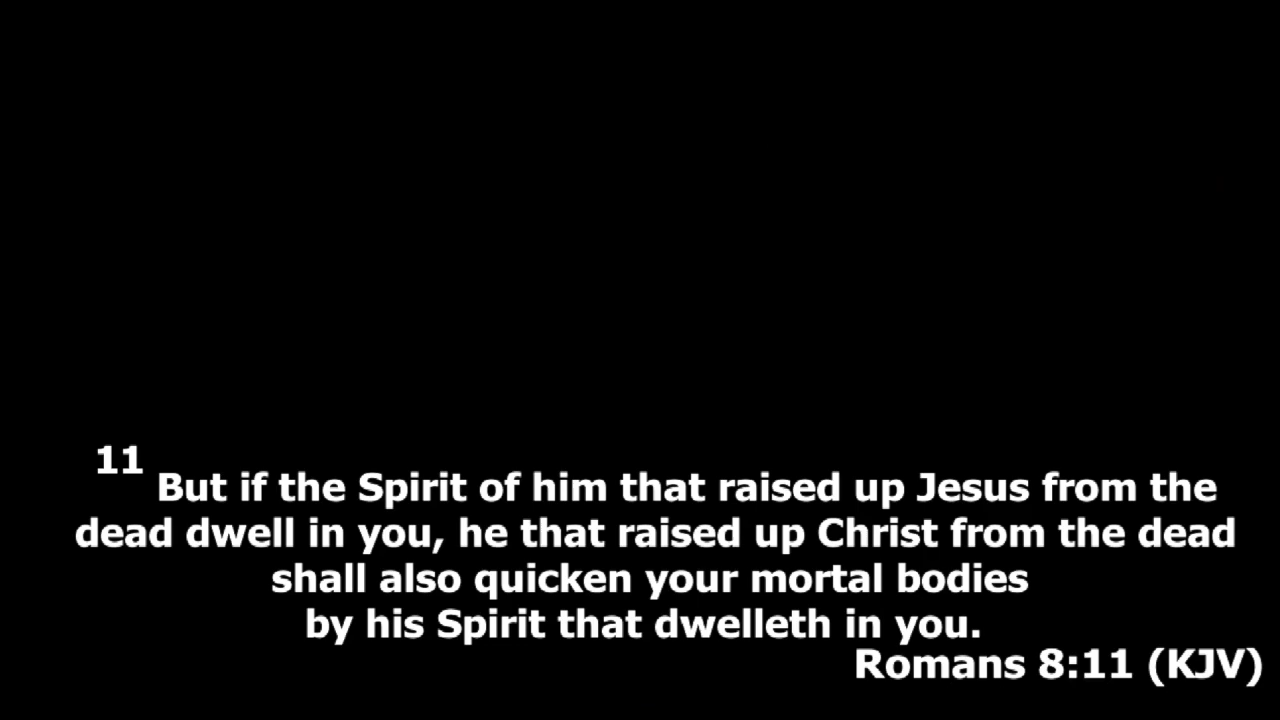 11 But if the Spirit of him that raised up Jesus from the
dead dwell in you, he that raised up Christ from the dead
shall also quicken your mortal bodies
by his Spirit that dwelleth in you.
Romans 8:11 (KJV)